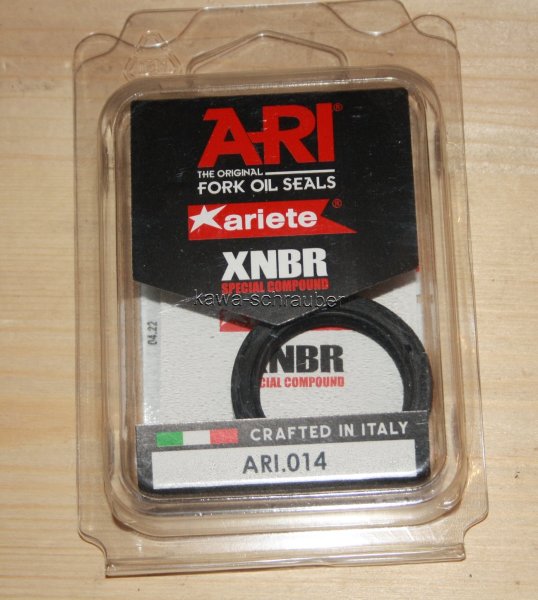 ARI®
THE ORIGINAL
FORK OIL SEALS
ariete®
XNBR
SPECIAL COMPOUND
kawa-schrauber
04.22
XNBR
SPECIAL COMPOUND
CRAFTED IN ITALY
ARI.014